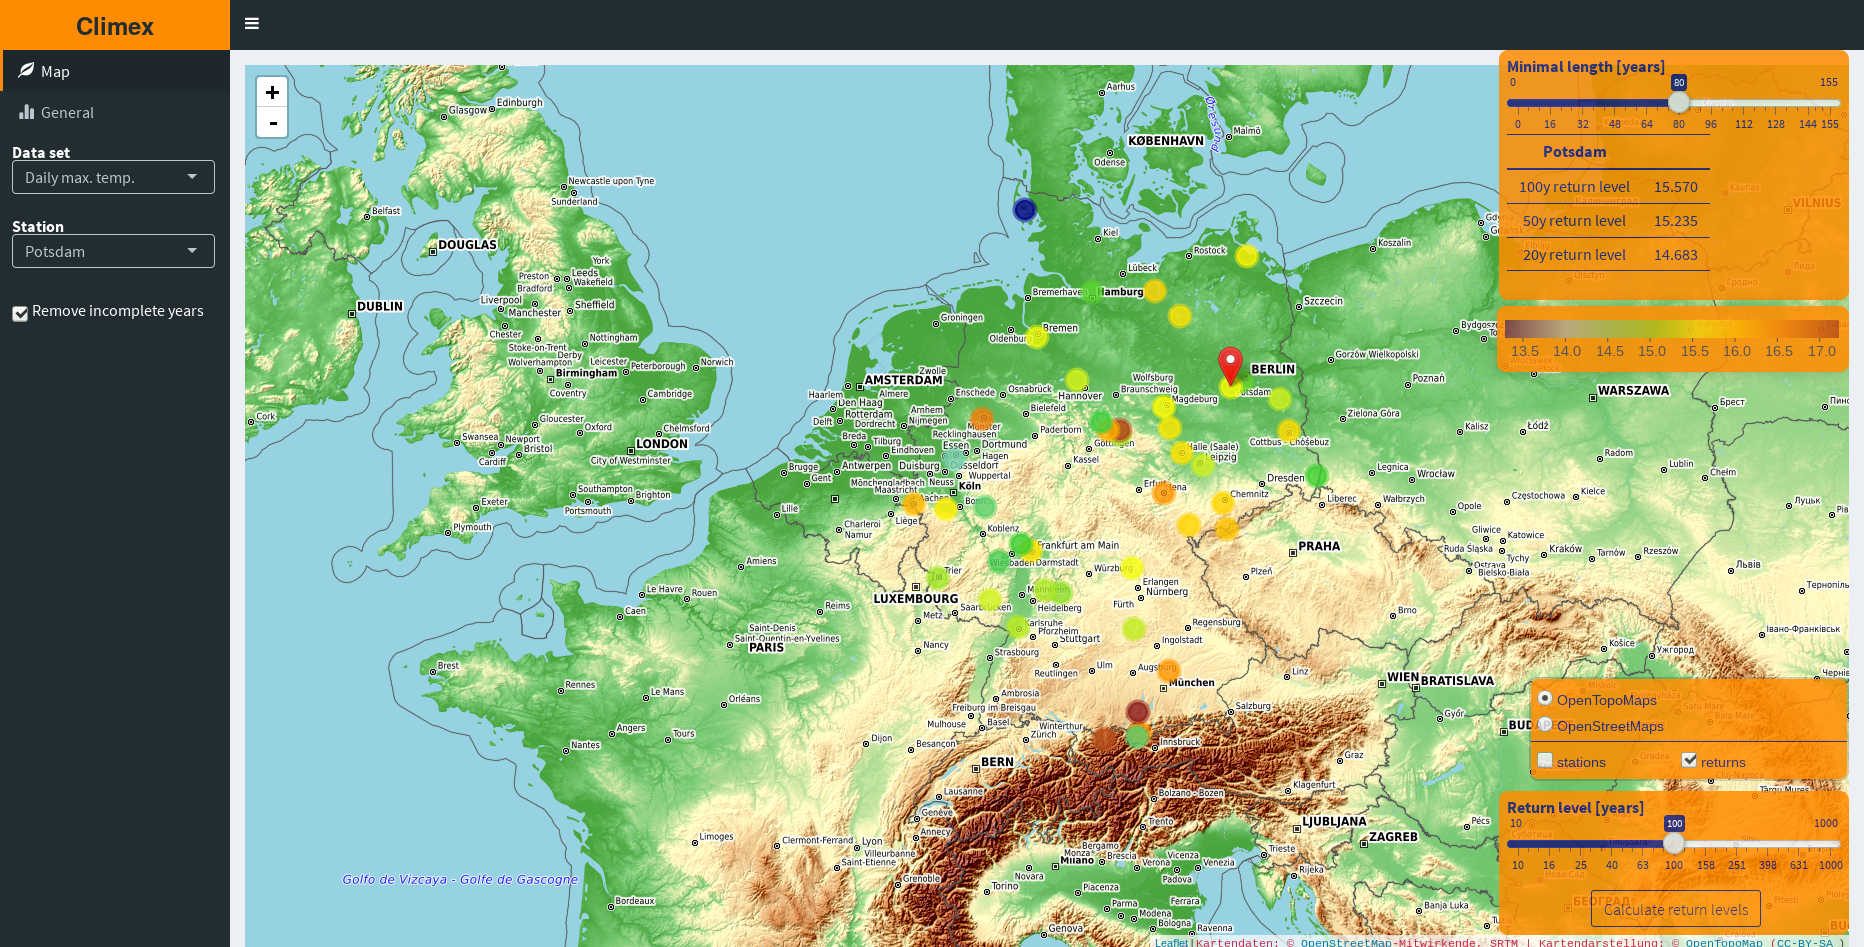 Climex
Map
General
Data set
Daily max. temp.
Station
Potsdam
Remove incomplete years
+
-
Minimal length [years]
0 155
80
0 16 32 48 64 80 96 112 128 144 155
Potsdam
100y return level 15.570
50y return level 15.235
20y return level 14.683
13.5 14.0 14.5 15.0 15.5 16.0 16.5 17.0
OpenTopoMaps
OpenStreetMaps
stations returns
Return level [years]
10 1000
100
10 16 25 40 63 100 158 251 398 631 1000
Calculate return levels
Glasgow
Edinburgh
Newcastle upon Tyne
Sunderland
Belfast
DOUGLAS
York
Preston
Leeds
Bradford
Wakefield
DUBLIN
Liverpool
Manchester
Sheffield
Chester
Stoke-on-Trent
Nottingham
Derby
Wolverhampton
Leicester
Peterborough
Norwich
Birmingham
Coventry
Cambridge
Cork
Gloucester
Oxford
Chelmsford
Swansea
Newport
LONDON
Cardiff
Bristol
City of Westminster
Southampton
Brighton
Exeter
Portsmouth
Plymouth
Aarhus
Øresund
Malmö
KØBENHAVN
Odense
Kiel
Rostock
Lübeck
Koszalin
Bremerhaven
Hamburg
Szczecin
Groningen
Bremen
Oldenburg
Gorzów Wielkopolski
BERLIN
Zwolle
AMSTERDAM
Wolfsburg
Poznań
WARSZAWA
Haarlem
Almere
Enschede
Osnabrück
Hannover
Braunschweig
Magdeburg
Den Haag
Arnhem
Bielefeld
Rotterdam
Delft
Dordrecht
Nijmegen
Münster
Recklinghausen
Paderborn
Göttingen
Zielona Góra
Kalisz
Łódź
Breda
Tilburg
Essen
Dortmund
Cottbus - Chóśebuz
Eindhoven
Hagen
Kassel
Leipzig
Radom
Lublin
Chełm
Brugge
Antwerpen
Duisburg
Düsseldorf
Legnica
Wrocław
Gent
Mönchengladbach
Neuss
Wuppertal
Dresden
Maastricht
Köln
Chemnitz
Liberec
Wałbrzych
Częstochowa
Kielce
Lille
Liège
Opole
Charleroi
Namur
Koblenz
Gliwice
Katowice
Frankfurt am Main
PRAHA
Ruda Śląska
Tychy
Kraków
Tarnów
Rzeszów
Amiens
Wiesbaden
Darmstadt
Würzburg
Plzeň
Ostrava
Bielsko-Biała
Львів
Луцьк
Брест
Trier
Erlangen
Nürnberg
Le Havre
Rouen
LUXEMBOURG
Mannheim
Heidelberg
Fürth
Caen
Reims
Metz
Saarbrücken
Brno
Karlsruhe
Regensburg
Saint-Denis
Saint-Quentin-en-Yvelines
PARIS
Pforzheim
Stuttgart
Ingolstadt
Івано-Франківськ
Nancy
Strasbourg
Košice
Ужгород
Brest
Reutlingen
Ulm
Augsburg
Linz
WIEN
BRATISLAVA
Rennes
Le Mans
Orléans
Ambrosia
München
Freiburg im Breisgau
Salzburg
Győr
Angers
Tours
Mulhouse
Basel
Winterthur
Zürich
Nantes
Dijon
Besançon
Innsbruck
Graz
BERN
Lausanne
Bolzano - Bozen
Klagenfurt
Genève
LJUBLJANA
Pécs
Annecy
Trento
ZAGREB
Limoges
Clermont-Ferrand
Lyon
Villeurbanne
Saint-Etienne
Grenoble
Bergamo
Monza
Milano
Brescia
Vicenza
Verona
Venezia
Padova
Trieste
Rijeka
Novara
Torino
Piacenza
Golfo de Vizcaya - Golfe de Gascogne
Bordeaux
Parma
Modena
Ferrara
Bologna
Ravenna
Genova
Banja Luka
VILNIUS
Leaflet | Kartendaten: © OpenStreetMap-Mitwirkende, SRTM | Kartendarstellung: © OpenTopoMap (CC-BY-SA)